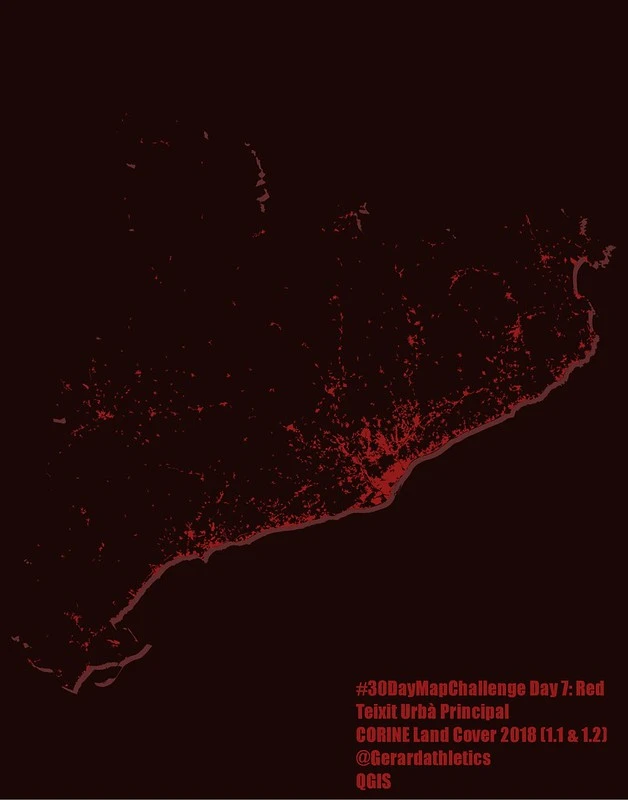 #30DayMapChallenge Day 7: Red
Teixit Urbà Principal
CORINE Land Cover 2018 (1.1 & 1.2)
@Gerardathletics
QGIS